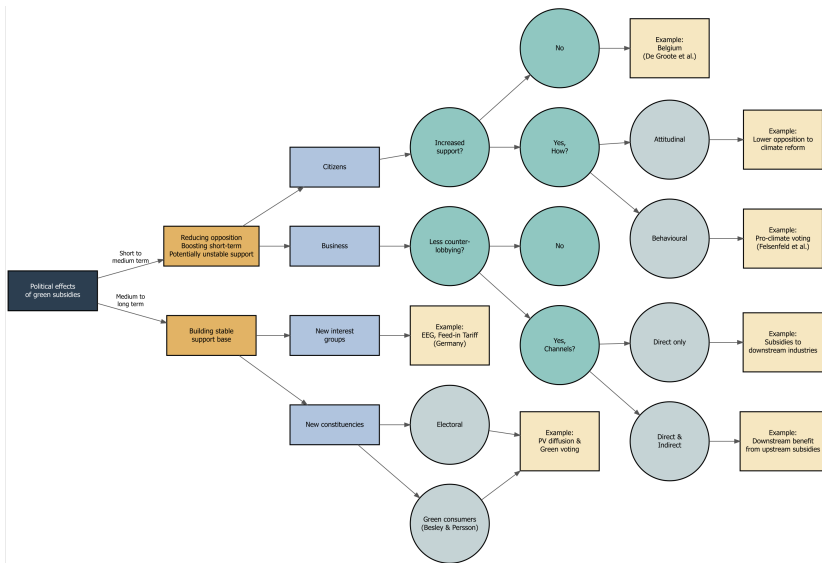 No
Example:
Belgium
(De Groote et al.)
Increased
support?
Yes,
How?
Attitudinal
Example:
Lower opposition to
climate reform
Citizens
Reducing opposition
Boosting short-term
Potentially unstable support
Business
Less counter-
lobbying?
No
Behavioural
Example:
Pro-climate voting
(Felsenfeld et al.)
Short to
medium term
Political effects
of green subsidies
Medium to
long term
Building stable
support base
New interest
groups
Example:
EEG, Feed-in Tariff
(Germany)
Yes,
Channels?
Direct only
Example:
Subsidies to
downstream industries
New constituencies
Electoral
Example:
PV diffusion &
Green voting
Direct &
Indirect
Example:
Downstream benefit
from upstream subsidies
Green consumers
(Besley & Persson)